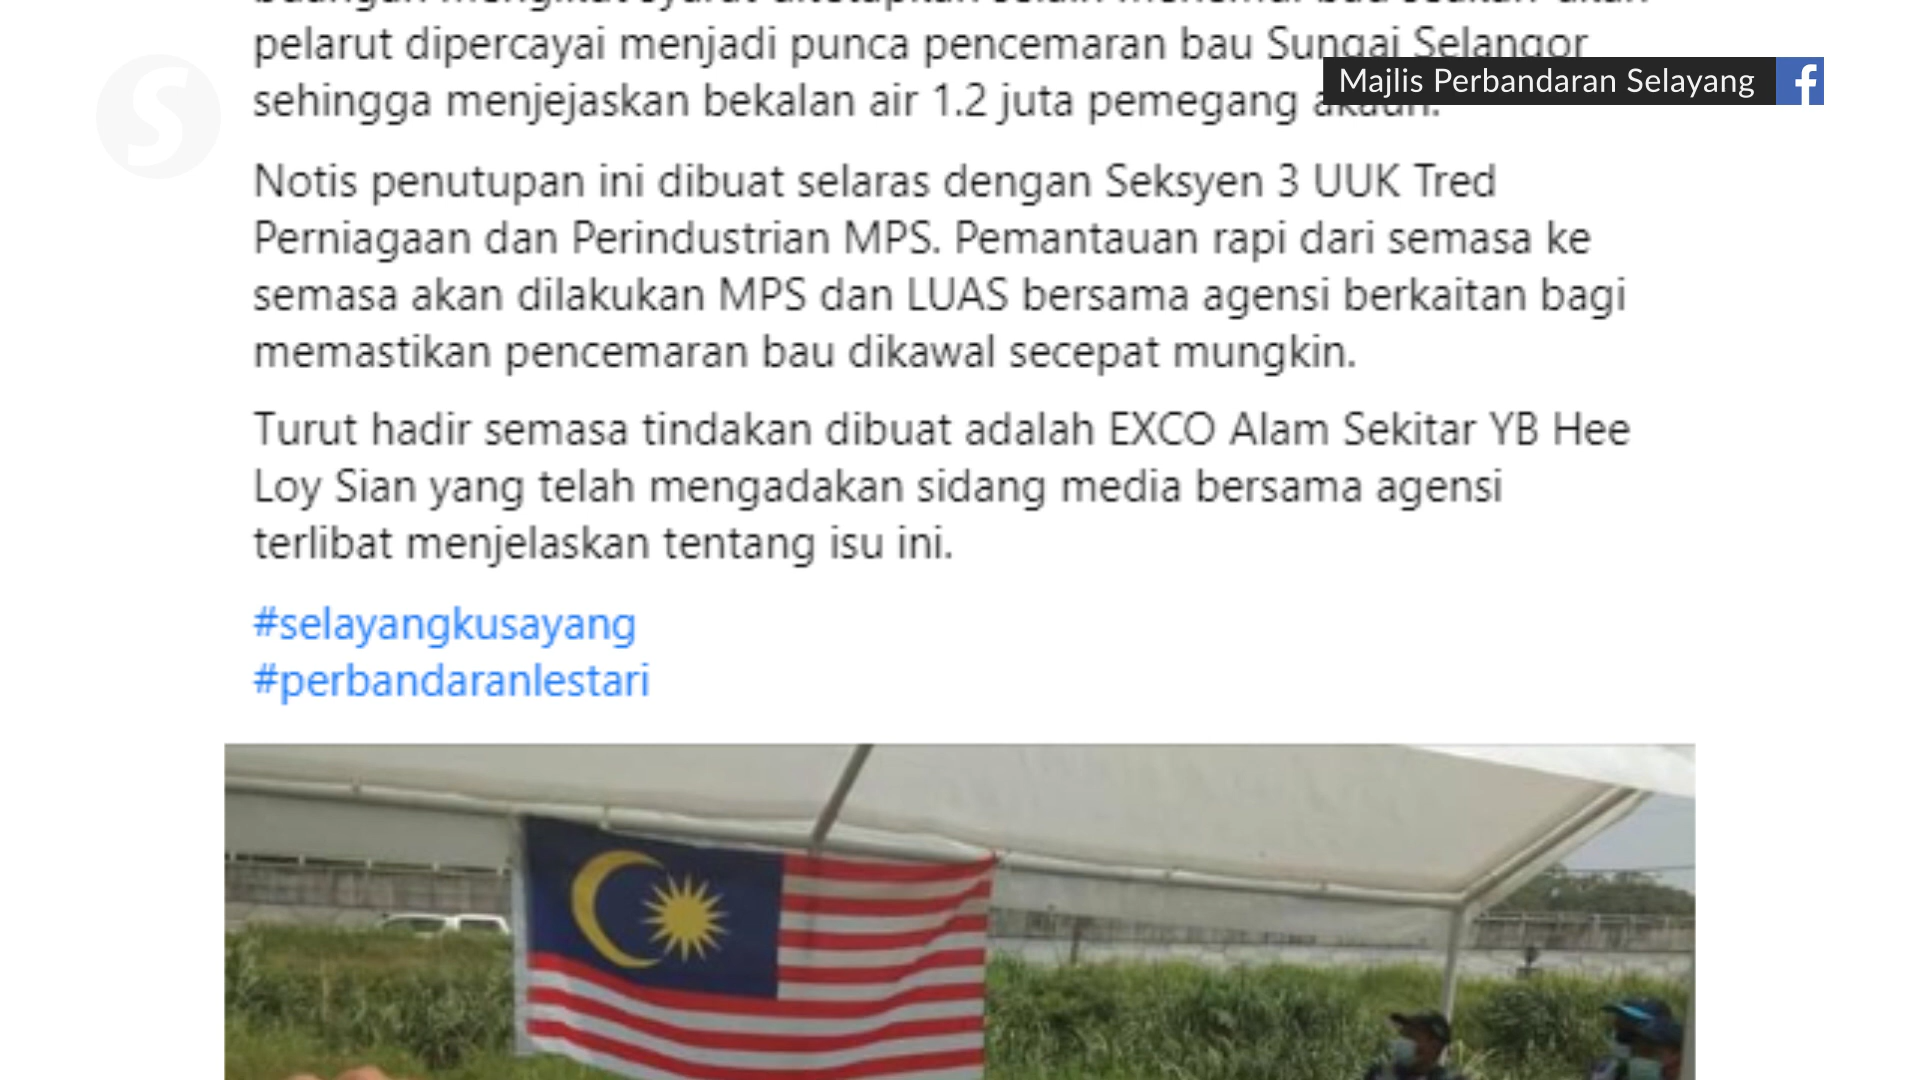 pelarut dipercayai menjadi punca pencemaran bau Sungai Selangor
Majlis Perbandaran Selayang
sehingga menjejaskan bekalan air 1.2 juta pemegang akaun.
Notis penutupan ini dibuat selaras dengan Seksyen 3 UUK Tred
Perniagaan dan Perindustrian MPS. Pemantauan rapi dari semasa ke
semasa akan dilakukan MPS dan LUAS bersama agensi berkaitan bagi
memastikan pencemaran bau dikawal secepat mungkin.
Turut hadir semasa tindakan dibuat adalah EXCO Alam Sekitar YB Hee
Loy Sian yang telah mengadakan sidang media bersama agensi
terlibat menjelaskan tentang isu ini.
#selayangkusayang
#perbandaranlestari